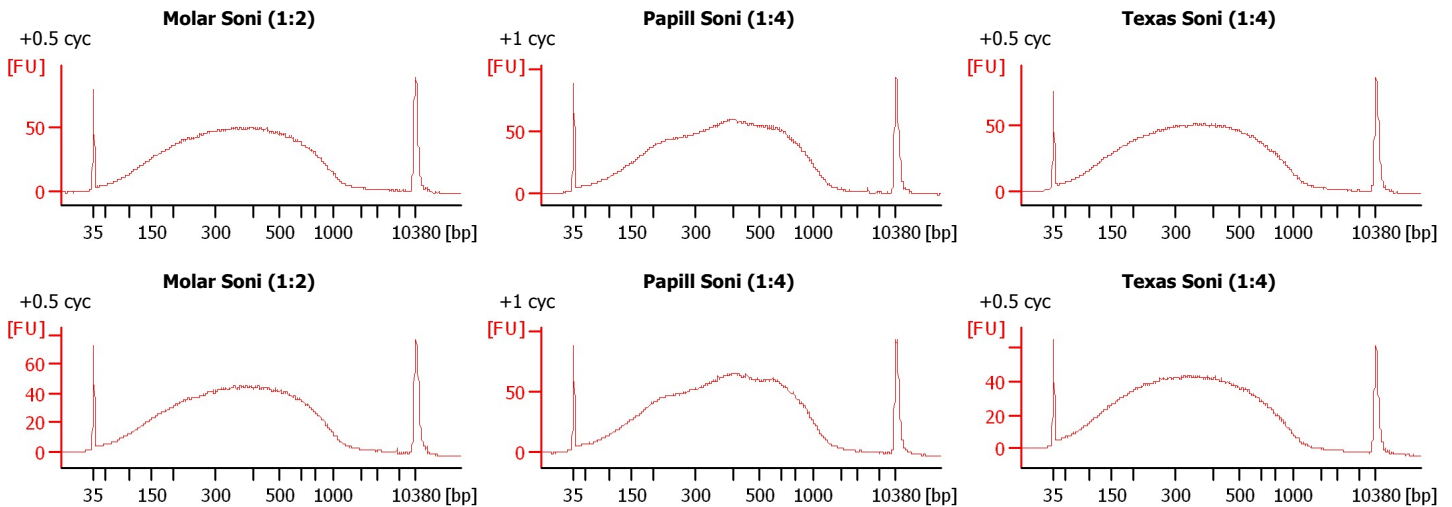 Molar Soni (1:2)
+0.5 cyc
[FU]
50
0
35 150 300 500 1000 10380 [bp]
Papill Soni (1:4)
+1 cyc
[FU]
50
0
35 150 300 500 1000 10380 [bp]
Texas Soni (1:4)
+0.5 cyc
[FU]
50
0
35 150 300 500 1000 10380 [bp]
Molar Soni (1:2)
+0.5 cyc
[FU]
60
40
20
0
35 150 300 500 1000 10380 [bp]
Papill Soni (1:4)
+1 cyc
[FU]
50
0
35 150 300 500 1000 10380 [bp]
Texas Soni (1:4)
+0.5 cyc
[FU]
40
20
0
35 150 300 500 1000 10380 [bp]